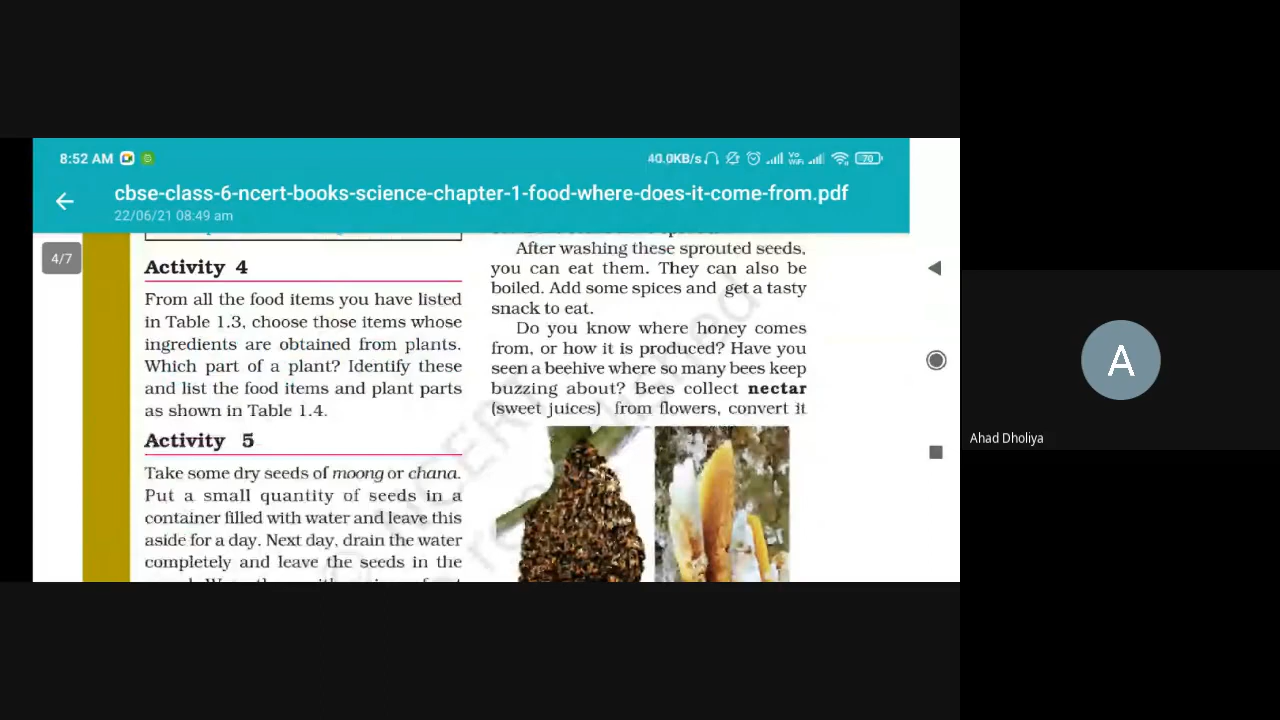 8:52 AM
40.0KB/s
Vo
WiFi
70
cbse-class-6-ncert-books-science-chapter-1-food-where-does-it-come-from.pdf
22/06/21 08:49 am
4/7
Activity 4
From all the food items you have listed
in Table 1.3, choose those items whose
ingredients are obtained from plants.
Which part of a plant? Identify these
and list the food items and plant parts
as shown in Table 1.4.
Activity 5
Take some dry seeds of moong or chana.
Put a small quantity of seeds in a
container filled with water and leave this
aside for a day. Next day, drain the water
completely and leave the seeds in the
After washing these sprouted seeds,
you can eat them. They can also be
boiled. Add some spices and get a tasty
snack to eat.
Do you know where honey comes
from, or how it is produced? Have you
seen a beehive where so many bees keep
buzzing about? Bees collect nectar
(sweet juices) from flowers, convert it
© NCERT
A
Ahad Dholiya